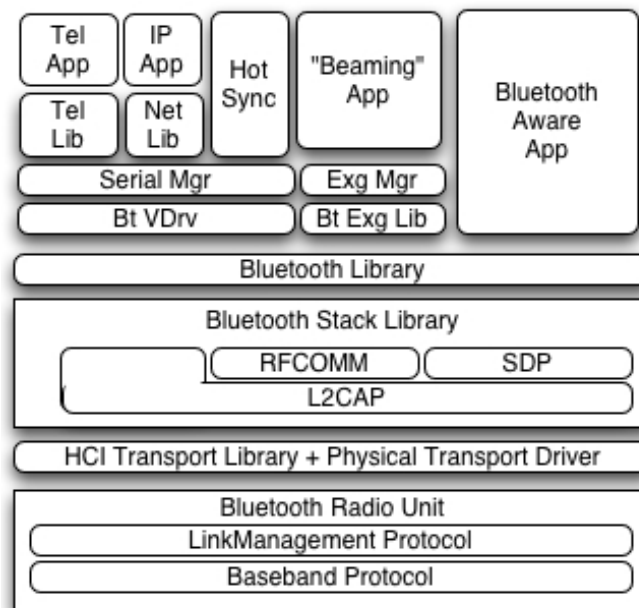 Tel
App
IP
App
Hot
Sync
"Beaming"
App
Bluetooth
Aware
App
Tel
Lib
Net
Lib
Serial Mgr
Exg Mgr
Bt VDrv
Bt Exg Lib
Bluetooth Library
Bluetooth Stack Library
RFCOMM
SDP
L2CAP
HCI Transport Library + Physical Transport Driver
Bluetooth Radio Unit
LinkManagement Protocol
Baseband Protocol